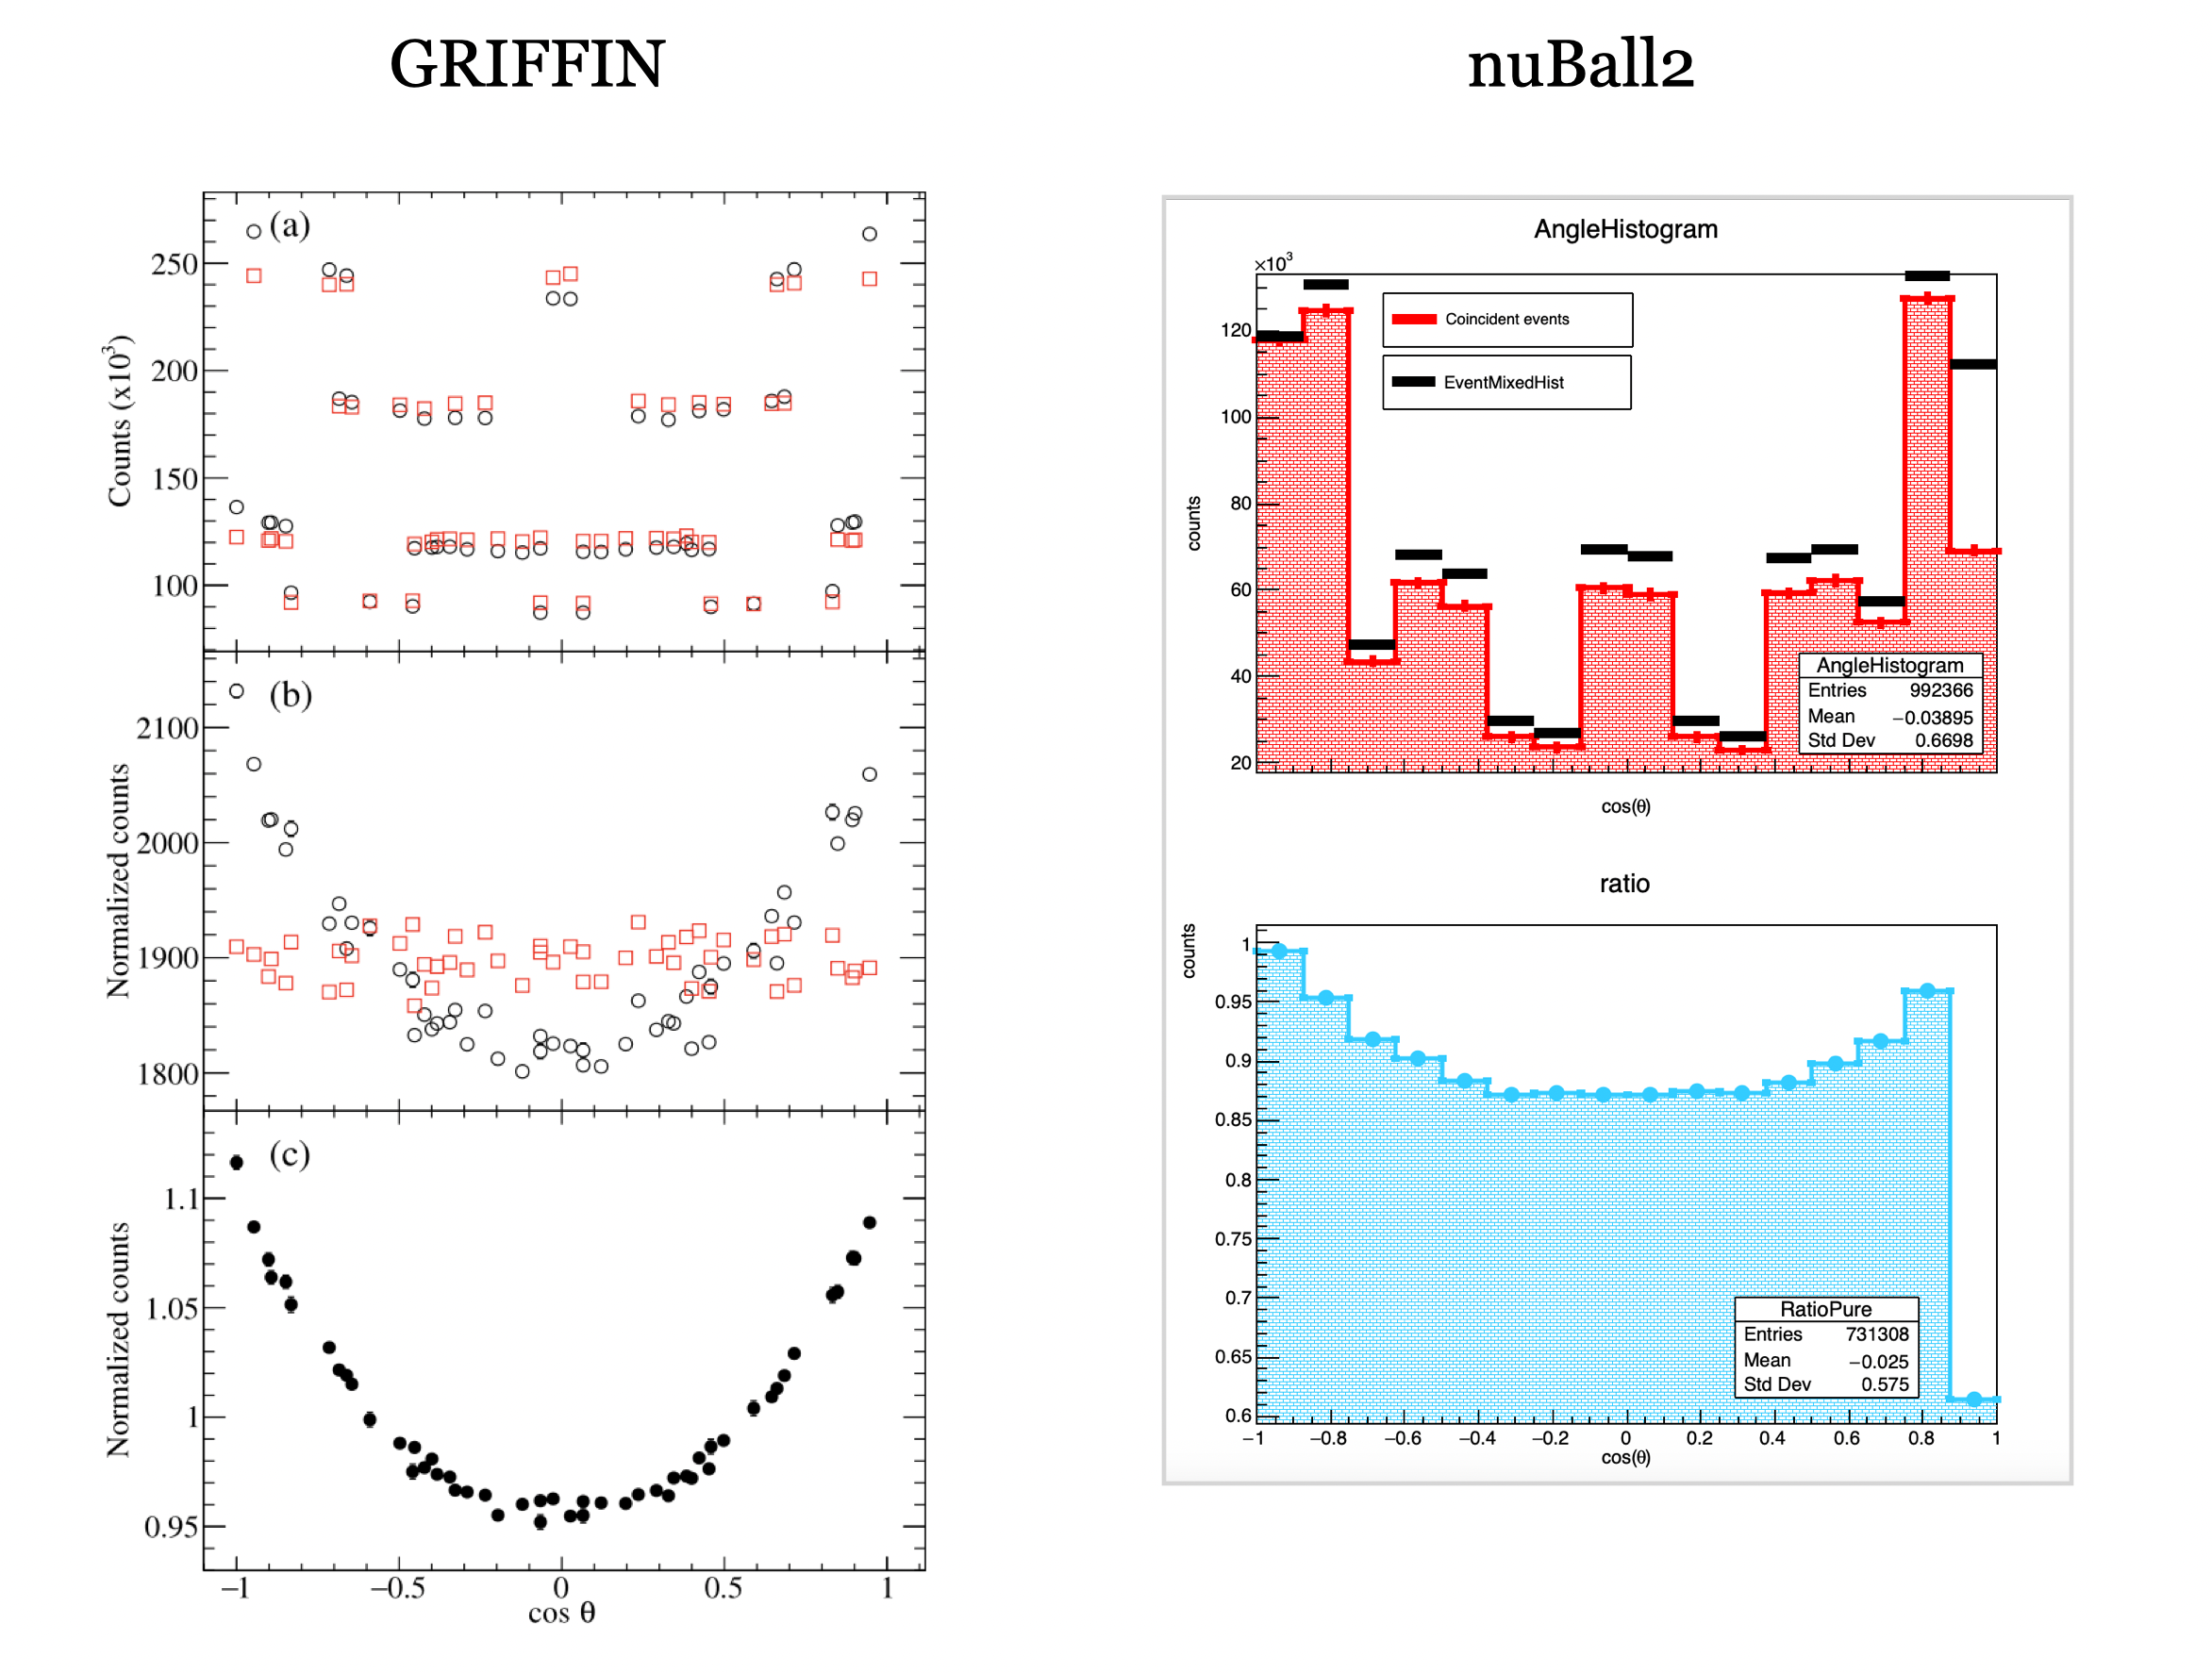 GRIFFIN
nuBall2
(a)
250
200
150
100
Counts (x10³)
(b)
2100
2000
1900
1800
Normalized counts
(c)
1.1
1.05
1
0.95
Normalized counts
−1 −0.5 0 0.5 1
cos θ
AngleHistogram
×10³
120
100
80
60
40
20
counts
Coincident events
EventMixedHist
AngleHistogram
Entries 992366
Mean −0.03895
Std Dev 0.6698
cos(θ)
ratio
counts
1
0.95
0.9
0.85
0.8
0.75
0.7
0.65
0.6
RatioPure
Entries 731308
Mean −0.025
Std Dev 0.575
−1 −0.8 −0.6 −0.4 −0.2 0 0.2 0.4 0.6 0.8 1
cos(θ)